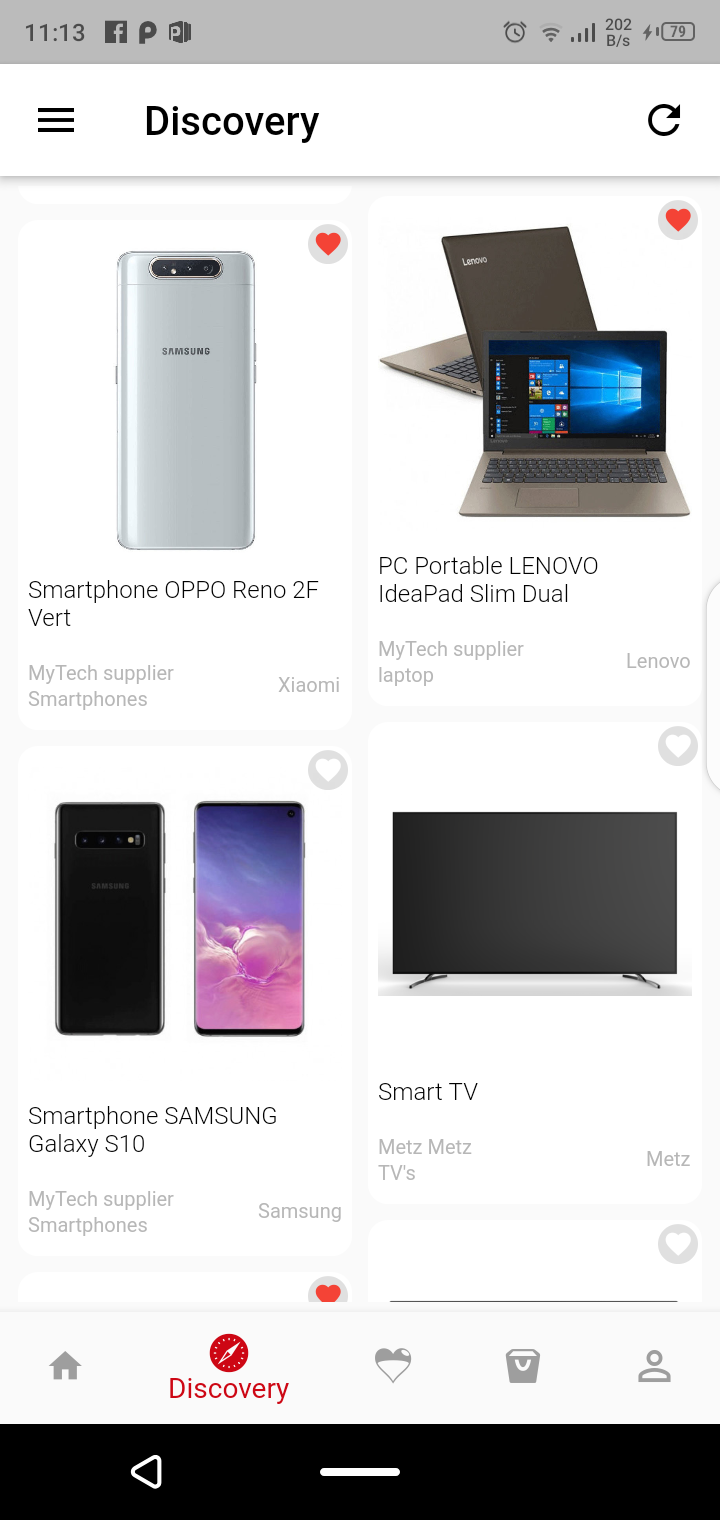 11:13
202
B/s
79
Discovery
SAMSUNG
Smartphone OPPO Reno 2F
Vert
MyTech supplier
Smartphones
Xiaomi
Lenovo
PC Portable LENOVO
IdeaPad Slim Dual
MyTech supplier
laptop
Lenovo
SAMSUNG
Smartphone SAMSUNG
Galaxy S10
MyTech supplier
Smartphones
Samsung
Smart TV
Metz Metz
TV's
Metz
Discovery